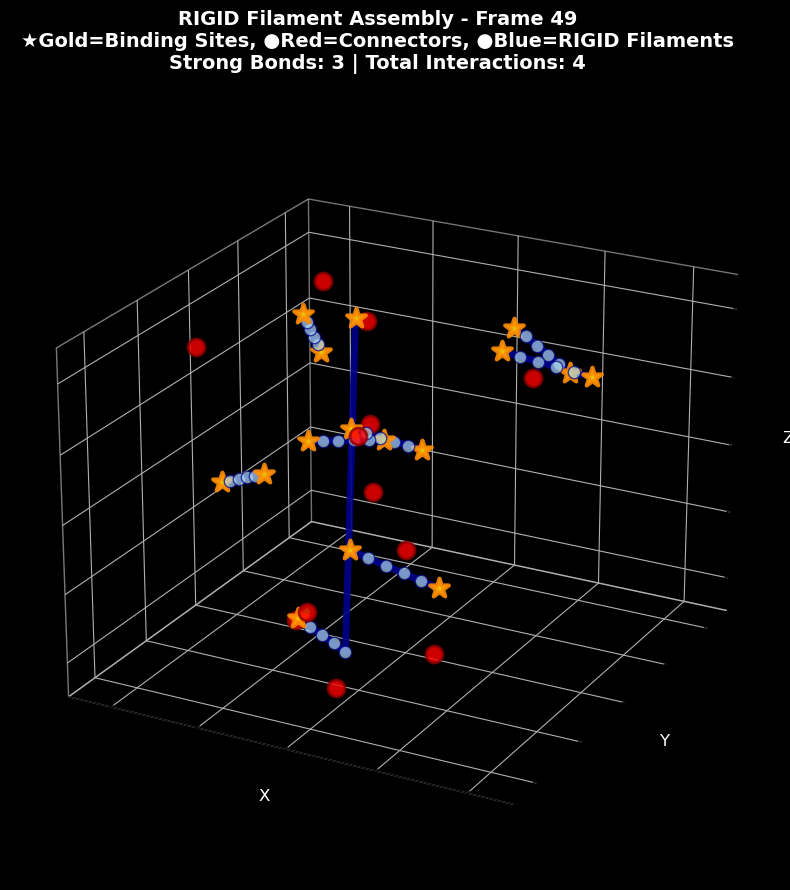 RIGID Filament Assembly - Frame 49
★Gold=Binding Sites, ●Red=Connectors, ●Blue=RIGID Filaments
Strong Bonds: 3 | Total Interactions: 4
Z
Y
X